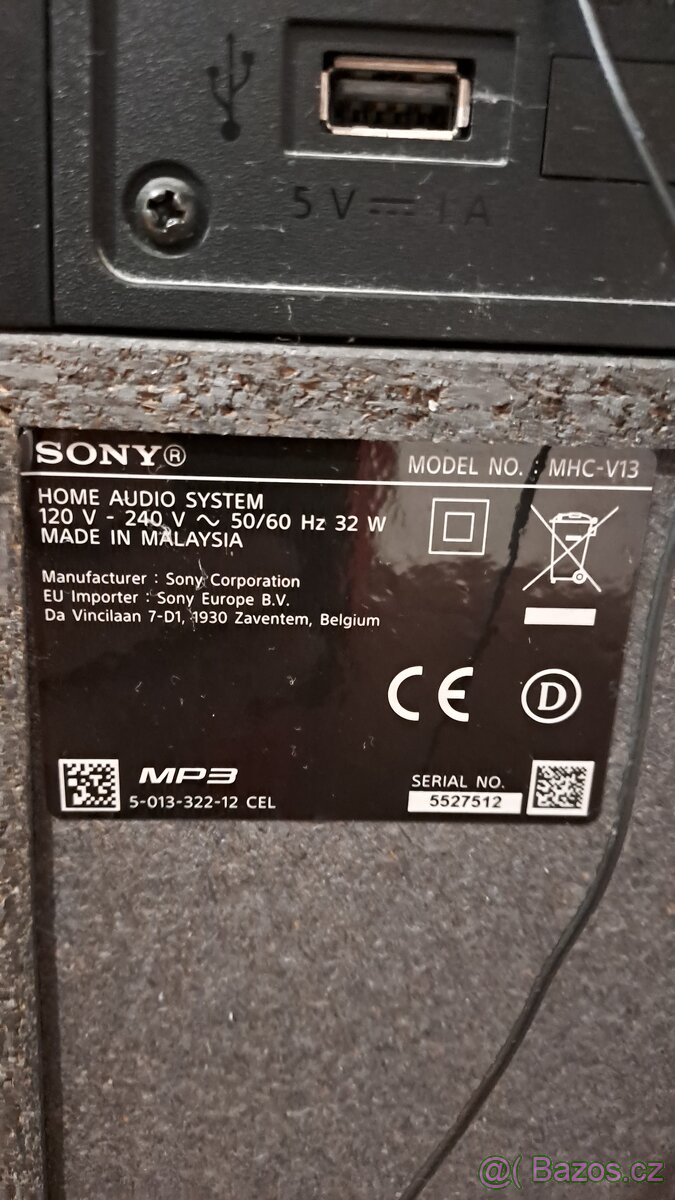 5V⎓1A
SONY®
MODEL NO. : MHC-V13
HOME AUDIO SYSTEM
120 V - 240 V ~ 50/60 Hz 32 W
MADE IN MALAYSIA
Manufacturer : Sony Corporation
EU Importer : Sony Europe B.V.
Da Vincilaan 7-D1, 1930 Zaventem, Belgium
CE D
MP3
5-013-322-12 CEL
SERIAL NO.
5527512
@( Bazos.cz